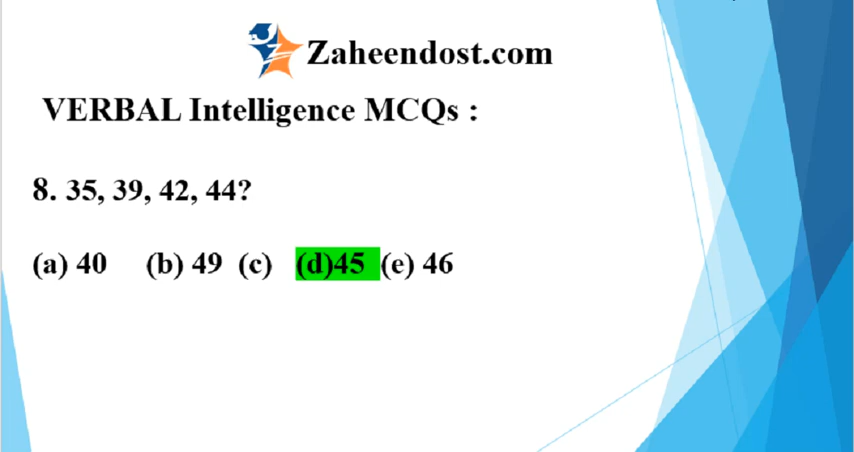 Zaheendost.com
VERBAL Intelligence MCQs :
8. 35, 39, 42, 44?
(a) 40 (b) 49 (c) (d)45 (e) 46